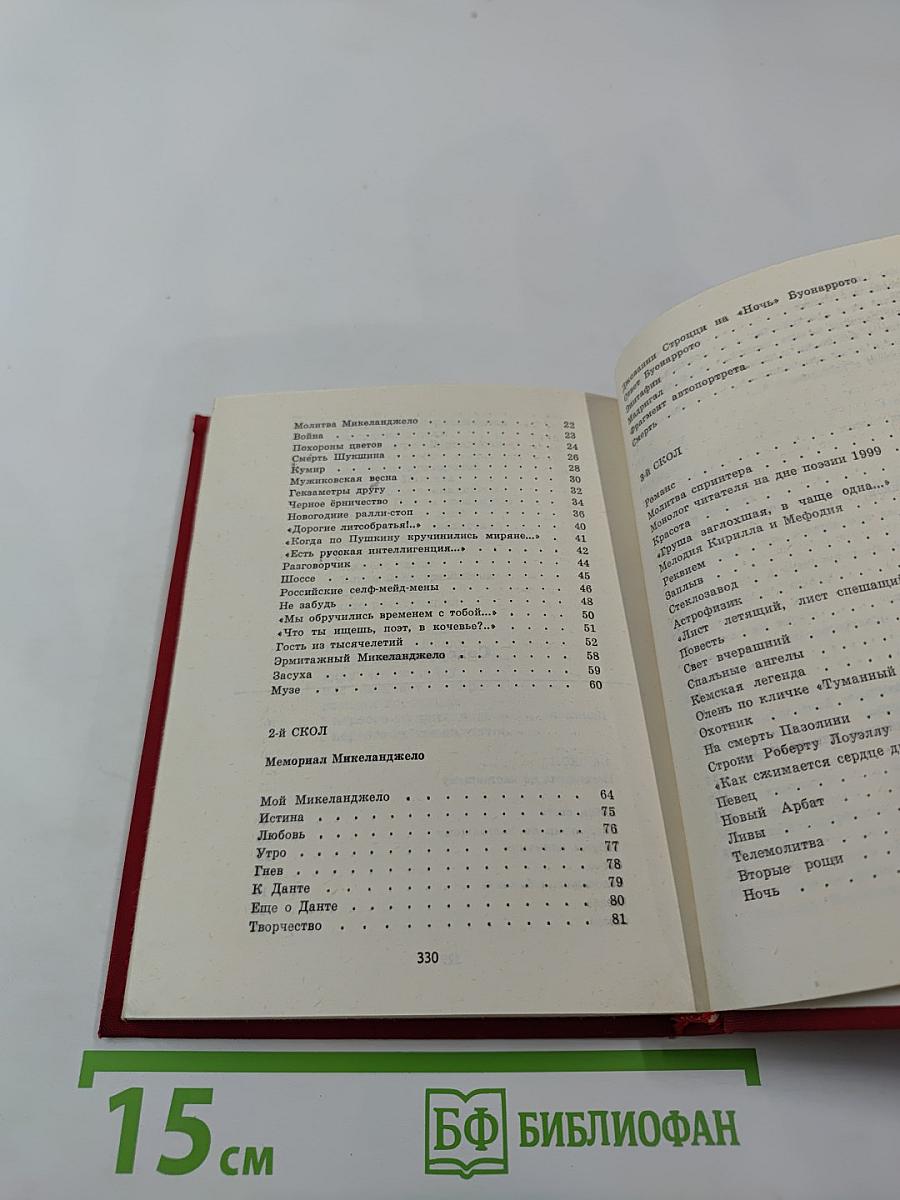 Молитва Микеланджело . . . . . . . . 22
Война . . . . . . . . . . . . . 23
Похороны цветов . . . . . . . . . . 24
Смерть Шукшина . . . . . . . . . . 26
Кумир . . . . . . . . . . . . . 28
Мужиковская весна . . . . . . . . . 30
Гекзаметры другу . . . . . . . . . . 32
Черное ёрничество . . . . . . . . . 34
Новогодние ралли-стоп . . . . . . . . 36
«Дорогие литсобратья!..» . . . . . . . 40
«Когда по Пушкину кручинились миряне...» . . 41
«Есть русская интеллигенция...» . . . . . 42
Разговорчик . . . . . . . . . . . 44
Шоссе . . . . . . . . . . . . . 45
Российские селф-мейд-мены . . . . . . . 46
Не забудь . . . . . . . . . . . . 48
«Мы обручились временем с тобой...» . . . . 50
«Что ты ищешь, поэт, в кочевье?..» . . . . 51
Гость из тысячелетий . . . . . . . . 52
Эрмитажный Микеланджело . . . . . . . 58
Засуха . . . . . . . . . . . . . 59
Музе . . . . . . . . . . . . . 60
2-й СКОЛ
Мемориал Микеланджело
Мой Микеланджело . . . . . . . . . 64
Истина . . . . . . . . . . . . . 75
Любовь . . . . . . . . . . . . . 76
Утро . . . . . . . . . . . . . 77
Гнев . . . . . . . . . . . . . 78
К Данте . . . . . . . . . . . . 79
Еще о Данте . . . . . . . . . . . 80
Творчество . . . . . . . . . . . 81
330
Джованни Строцци на «Ночь» Буонаррото . .
Ответ Буонаррото . . . . . .
Эпитафии . . . . . . .
Мадригал . . . . . . .
Фрагмент автопортрета . . . . .
Смерть . . . . . . .
3-й СКОЛ
Романс . . . . . . .
Молитва спринтера . . . . .
Монолог читателя на дне поэзии 1999
Красота . . . . . .
«Груша заглохшая, в чаще одна...»
Мелодия Кирилла и Мефодия . .
Реквием . . . . . .
Заплыв . . . . . .
Стеклозавод . . . . .
Астрофизик . . . . .
«Лист летящий, лист спешащий
Повесть . . . . .
Свет вчерашний . . . .
Спальные ангелы . . . .
Кемская легенда . . . .
Олень по кличке «Туманный
Охотник . . . . .
На смерть Пазолини . . .
Строки Роберту Лоуэллу
«Как сжимается сердце
Певец . . . .
Новый Арбат . . .
Ливы . . . .
Телемолитва . . .
Вторые рощи . . .
Ночь . . . .
15 см
БФ БИБЛИОФАН